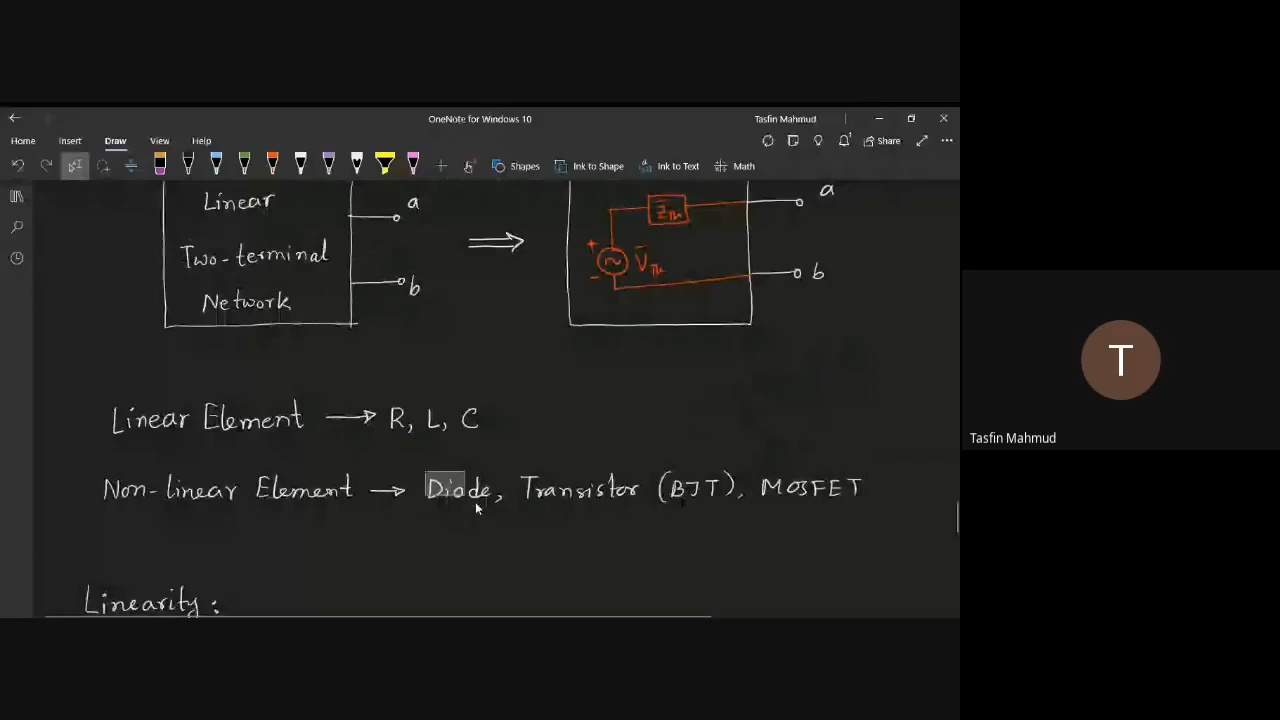 OneNote for Windows 10
Tasfin Mahmud
Home Insert Draw View Help
Share
Shapes Ink to Shape Ink to Text Math
Linear
Two-terminal
Network
a
b
Z̅Th
+
-
V̅Th
a
b
Linear Element → R, L, C
Non-linear Element → Diode, Transistor (BJT), MOSFET
Linearity:
T
Tasfin Mahmud